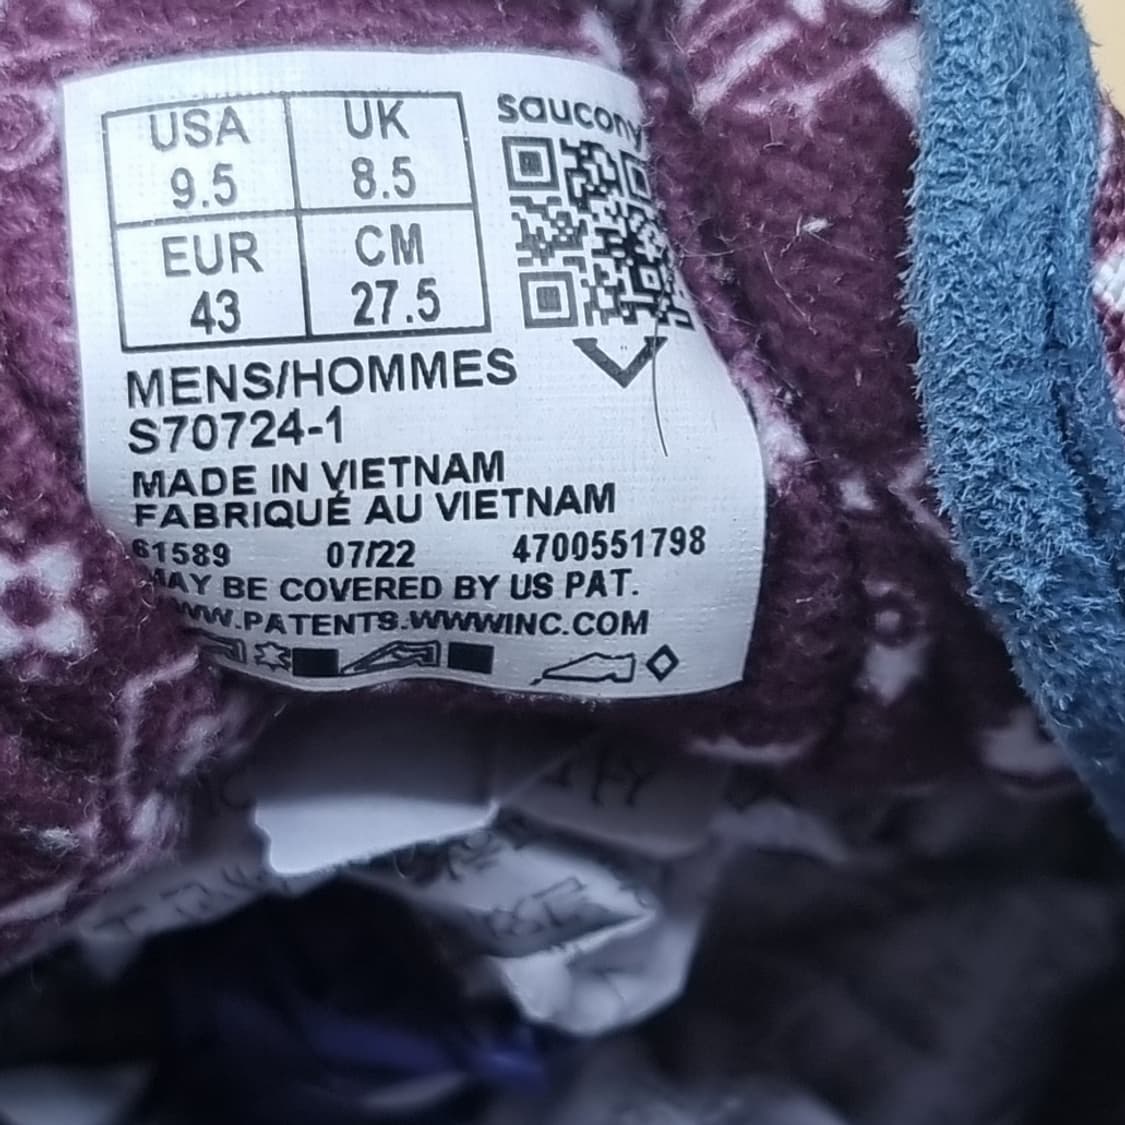 USA UK
9.5 8.5
EUR CM
43 27.5
saucony
MENS/HOMMES
S70724-1
MADE IN VIETNAM
FABRIQUÉ AU VIETNAM
61589 07/22 4700551798
MAY BE COVERED BY US PAT.
WWW.PATENTS.WWWINC.COM